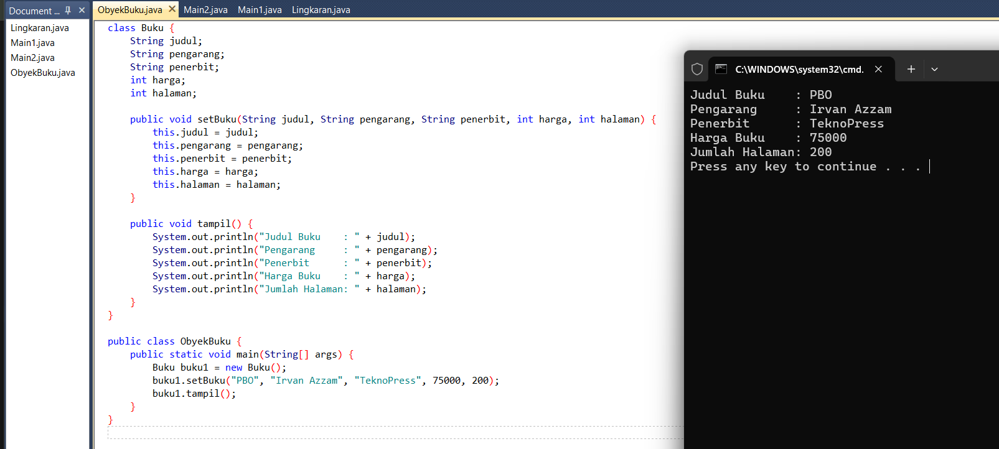 Document ...
Lingkaran.java
Main1.java
Main2.java
ObyekBuku.java
ObyekBuku.java Main2.java Main1.java Lingkaran.java
class Buku {
    String judul;
    String pengarang;
    String penerbit;
    int harga;
    int halaman;

    public void setBuku(String judul, String pengarang, String penerbit, int harga, int halaman) {
        this.judul = judul;
        this.pengarang = pengarang;
        this.penerbit = penerbit;
        this.harga = harga;
        this.halaman = halaman;
    }

    public void tampil() {
        System.out.println("Judul Buku    : " + judul);
        System.out.println("Pengarang     : " + pengarang);
        System.out.println("Penerbit      : " + penerbit);
        System.out.println("Harga Buku    : " + harga);
        System.out.println("Jumlah Halaman: " + halaman);
    }
}

public class ObyekBuku {
    public static void main(String[] args) {
        Buku buku1 = new Buku();
        buku1.setBuku("PBO", "Irvan Azzam", "TeknoPress", 75000, 200);
        buku1.tampil();
    }
}
C:\WINDOWS\system32\cmd.
Judul Buku    : PBO
Pengarang     : Irvan Azzam
Penerbit      : TeknoPress
Harga Buku    : 75000
Jumlah Halaman: 200
Press any key to continue . . .